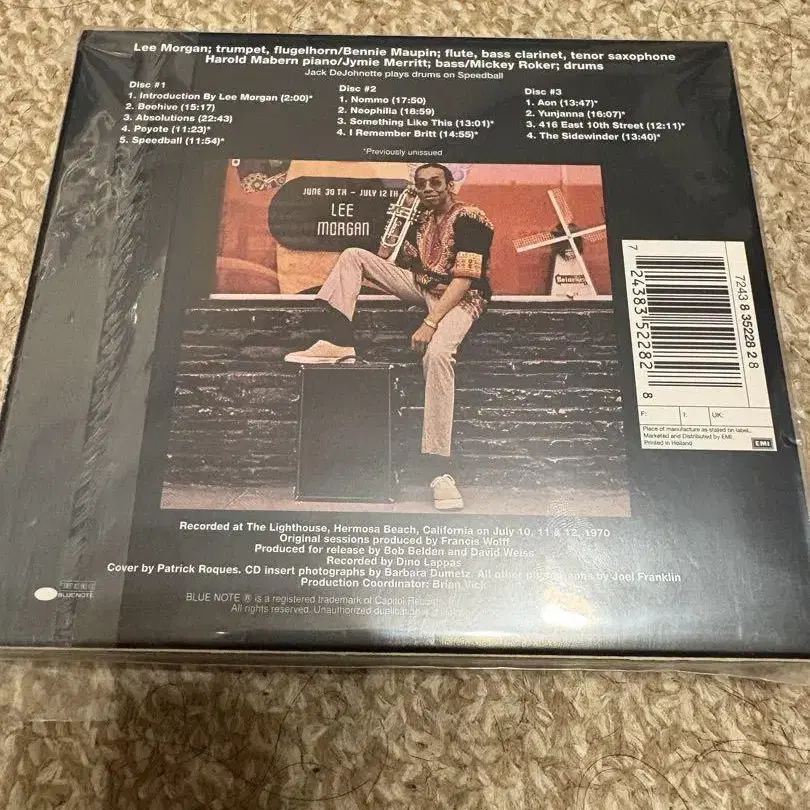 Lee Morgan; trumpet, flugelhorn/Bennie Maupin; flute, bass clarinet, tenor saxophone
Harold Mabern piano/Jymie Merritt; bass/Mickey Roker; drums
Jack DeJohnette plays drums on Speedball
Disc #1
1. Introduction By Lee Morgan (2:00)*
2. Beehive (15:17)
3. Absolutions (22:43)
4. Peyote (11:23)*
5. Speedball (11:54)*
Disc #2
1. Nommo (17:50)
2. Neophilia (18:59)
3. Something Like This (13:01)*
4. I Remember Britt (14:55)*
Disc #3
1. Aon (13:47)*
2. Yunjanna (16:07)*
3. 416 East 10th Street (12:11)*
4. The Sidewinder (13:40)*
*Previously unissued
JUNE 30 TH - JULY 12 TH
LEE
MORGAN
7243 8 35228 2 8
7 24383 52282 8
F:
?:
UK:
Place of manufacture as stated on label.
Marketed and Distributed by EMI.
Printed in Holland
EMI
Recorded at The Lighthouse, Hermosa Beach, California on July 10, 11 & 12, 1970
Original sessions produced by Francis Wolff
Produced for release by Bob Belden and David Weiss
Recorded by Dino Lappas
Cover by Patrick Roques. CD insert photographs by Barbara Dumetz. All other photographs by Joel Franklin
Production Coordinator: Brian
BLUE NOTE ® is a registered trademark of Capitol Records
All rights reserved. Unauthorized duplication
BLUE NOTE